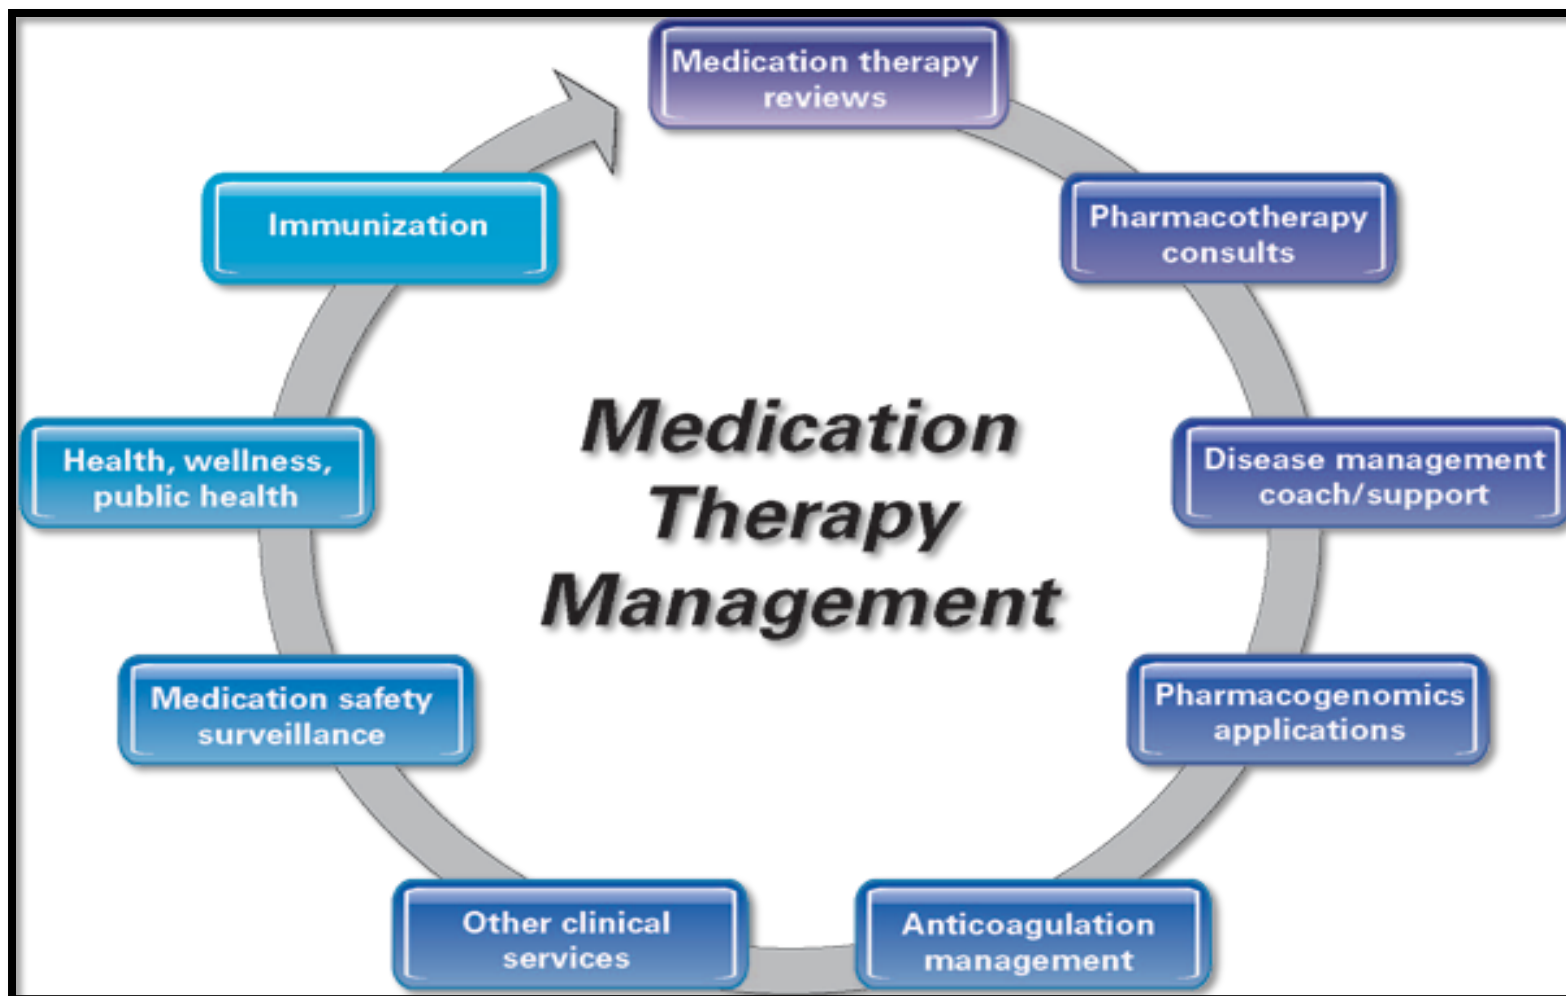 Medication therapy
reviews
Pharmacotherapy
consults
Disease management
coach/support
Pharmacogenomics
applications
Anticoagulation
management
Other clinical
services
Medication safety
surveillance
Health, wellness,
public health
Immunization
Medication
Therapy
Management